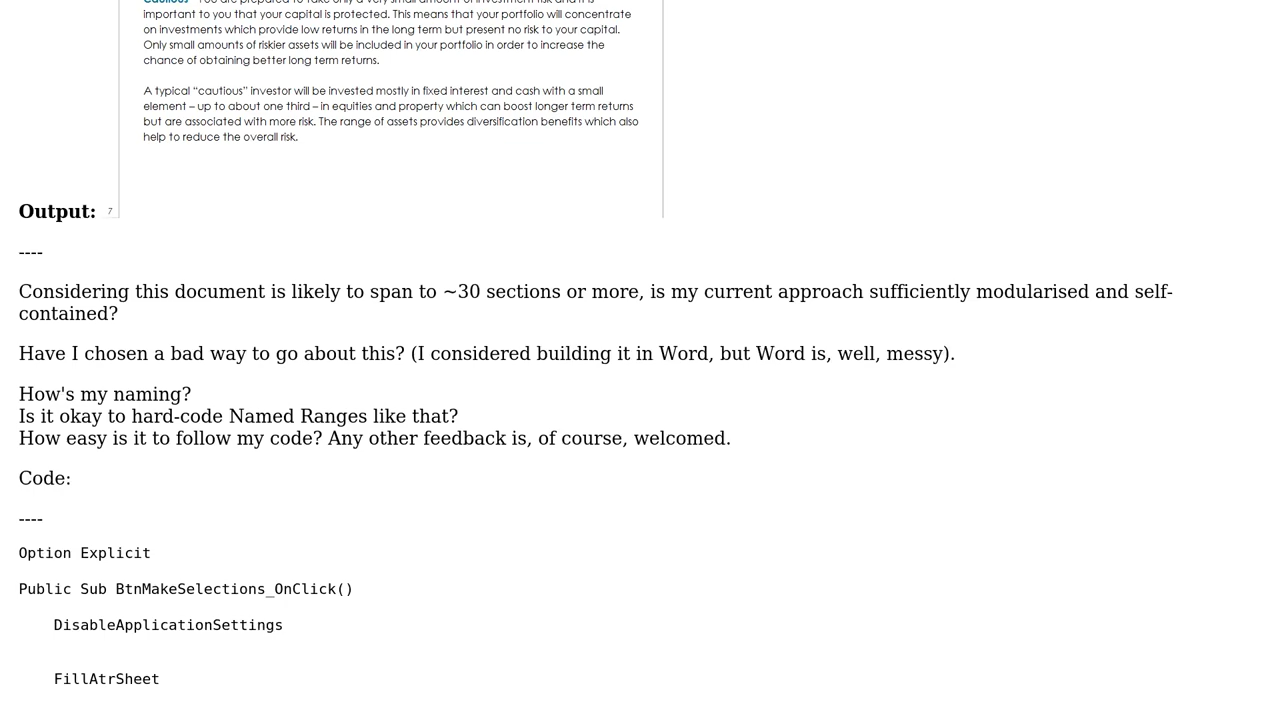 important to you that your capital is protected. This means that your portfolio will concentrate
on investments which provide low returns in the long term but present no risk to your capital.
Only small amounts of riskier assets will be included in your portfolio in order to increase the
chance of obtaining better long term returns.
A typical “cautious” investor will be invested mostly in fixed interest and cash with a small
element – up to about one third – in equities and property which can boost longer term returns
but are associated with more risk. The range of assets provides diversification benefits which also
help to reduce the overall risk.
Output: 7
----
Considering this document is likely to span to ~30 sections or more, is my current approach sufficiently modularised and self-
contained?
Have I chosen a bad way to go about this? (I considered building it in Word, but Word is, well, messy).
How's my naming?
Is it okay to hard-code Named Ranges like that?
How easy is it to follow my code? Any other feedback is, of course, welcomed.
Code:
----
Option Explicit
Public Sub BtnMakeSelections_OnClick()
DisableApplicationSettings
FillAtrSheet